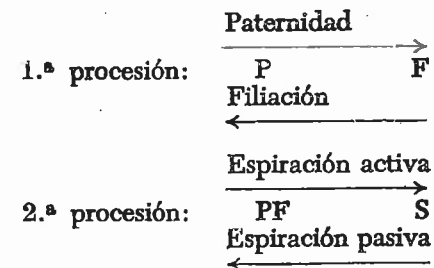 Paternidad
1.ª procesión: P F
Filiación
Espiración activa
2.ª procesión: PF S
Espiración pasiva